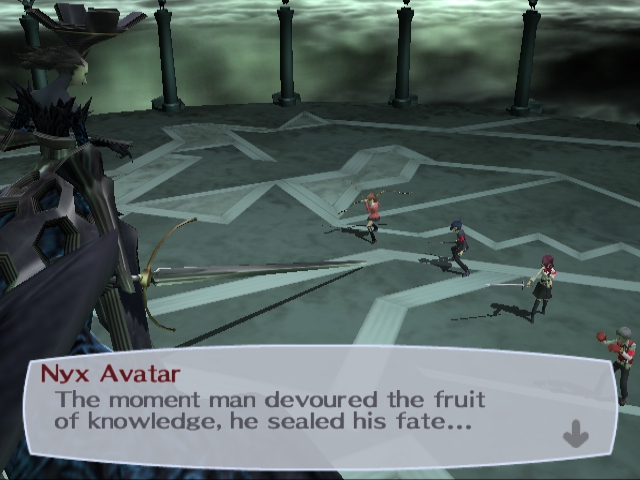 Nyx Avatar
The moment man devoured the fruit
of knowledge, he sealed his fate...